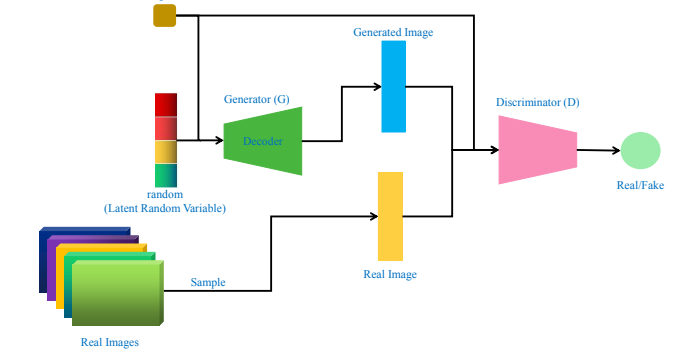 Generated Image
Generator (G)
Discriminator (D)
Decoder
random
(Latent Random Variable)
Real/Fake
Real Image
Sample
Real Images